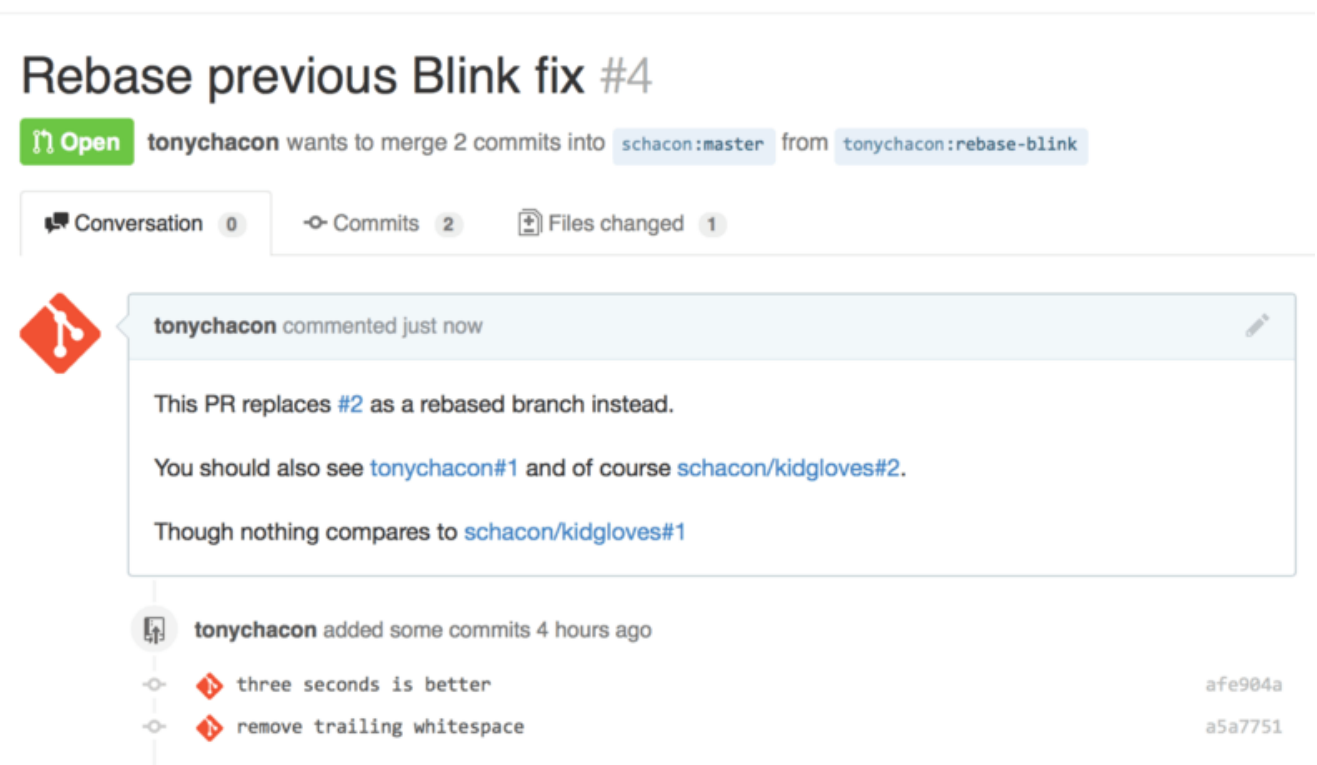 Rebase previous Blink fix #4
Open tonychacon wants to merge 2 commits into schacon:master from tonychacon:rebase-blink
Conversation 0 Commits 2 Files changed 1
tonychacon commented just now
This PR replaces #2 as a rebased branch instead.
You should also see tonychacon#1 and of course schacon/kidgloves#2.
Though nothing compares to schacon/kidgloves#1
tonychacon added some commits 4 hours ago
three seconds is better afe904a
remove trailing whitespace a5a7751